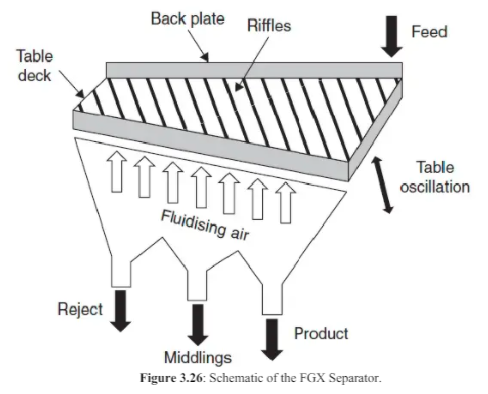 Back plate
Riffles
Feed
Table
deck
Table
oscillation
Fluidising air
Reject
Middlings
Product
Figure 3.26: Schematic of the FGX Separator.